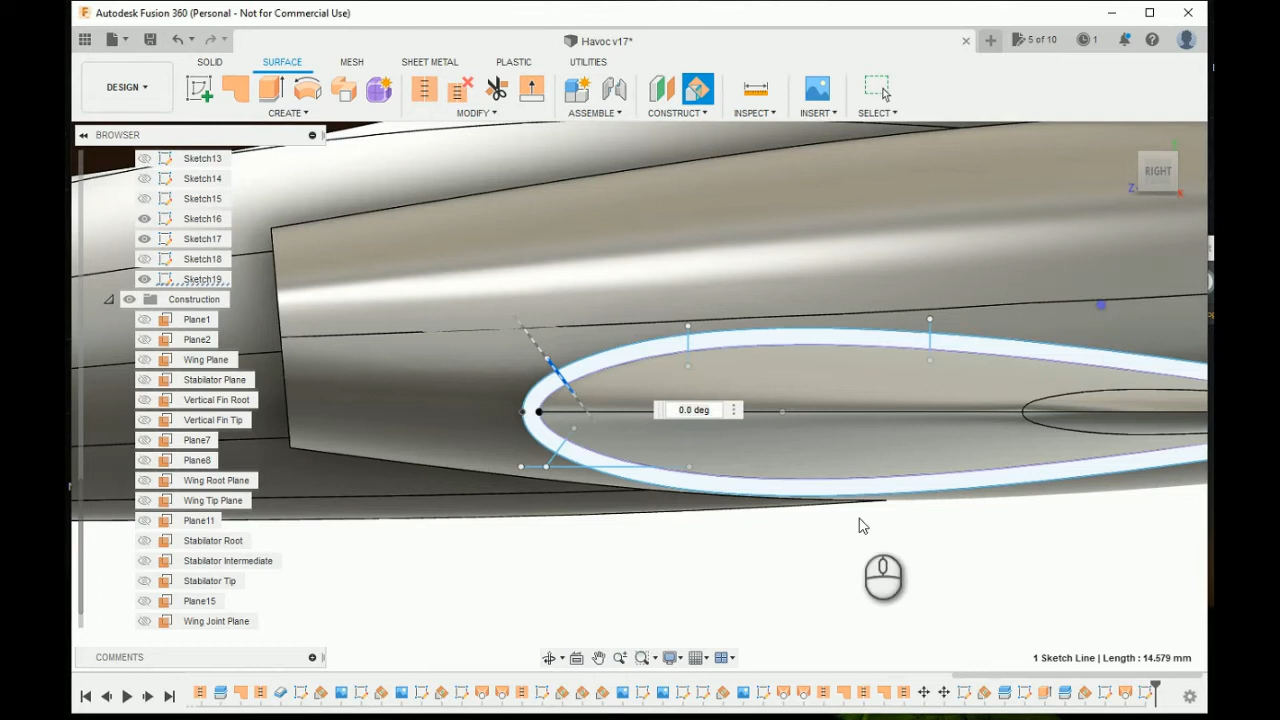 Autodesk Fusion 360 (Personal - Not for Commercial Use)
Havoc v17*
5 of 10
1
DESIGN
SOLID
SURFACE
MESH
SHEET METAL
PLASTIC
UTILITIES
CREATE
MODIFY
ASSEMBLE
CONSTRUCT
INSPECT
INSERT
SELECT
BROWSER
Sketch13
Sketch14
Sketch15
Sketch16
Sketch17
Sketch18
Sketch19
Construction
Plane1
Plane2
Wing Plane
Stabilator Plane
Vertical Fin Root
Vertical Fin Tip
Plane7
Plane8
Wing Root Plane
Wing Tip Plane
Plane11
Stabilator Root
Stabilator Intermediate
Stabilator Tip
Plane15
Wing Joint Plane
RIGHT
Z
0.0 deg
COMMENTS
1 Sketch Line | Length : 14.579 mm